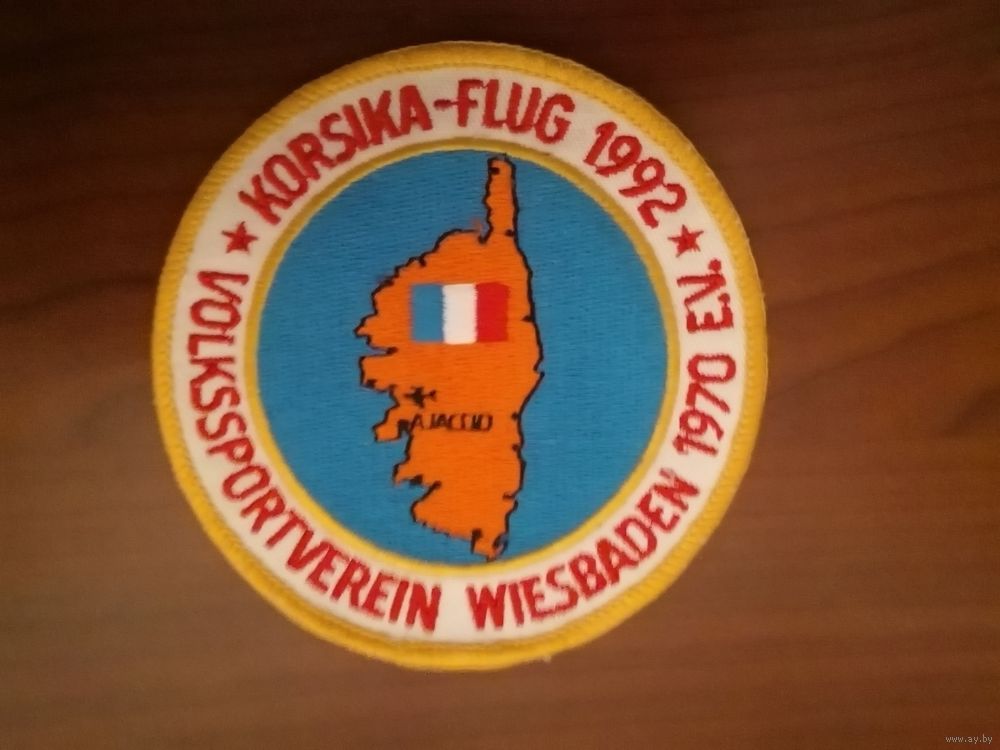 ★ KORSIKA-FLUG 1992 ★
VOLKSSPORTVEREIN WIESBADEN 1970 E.V.
AJACCIO
www.ay.by